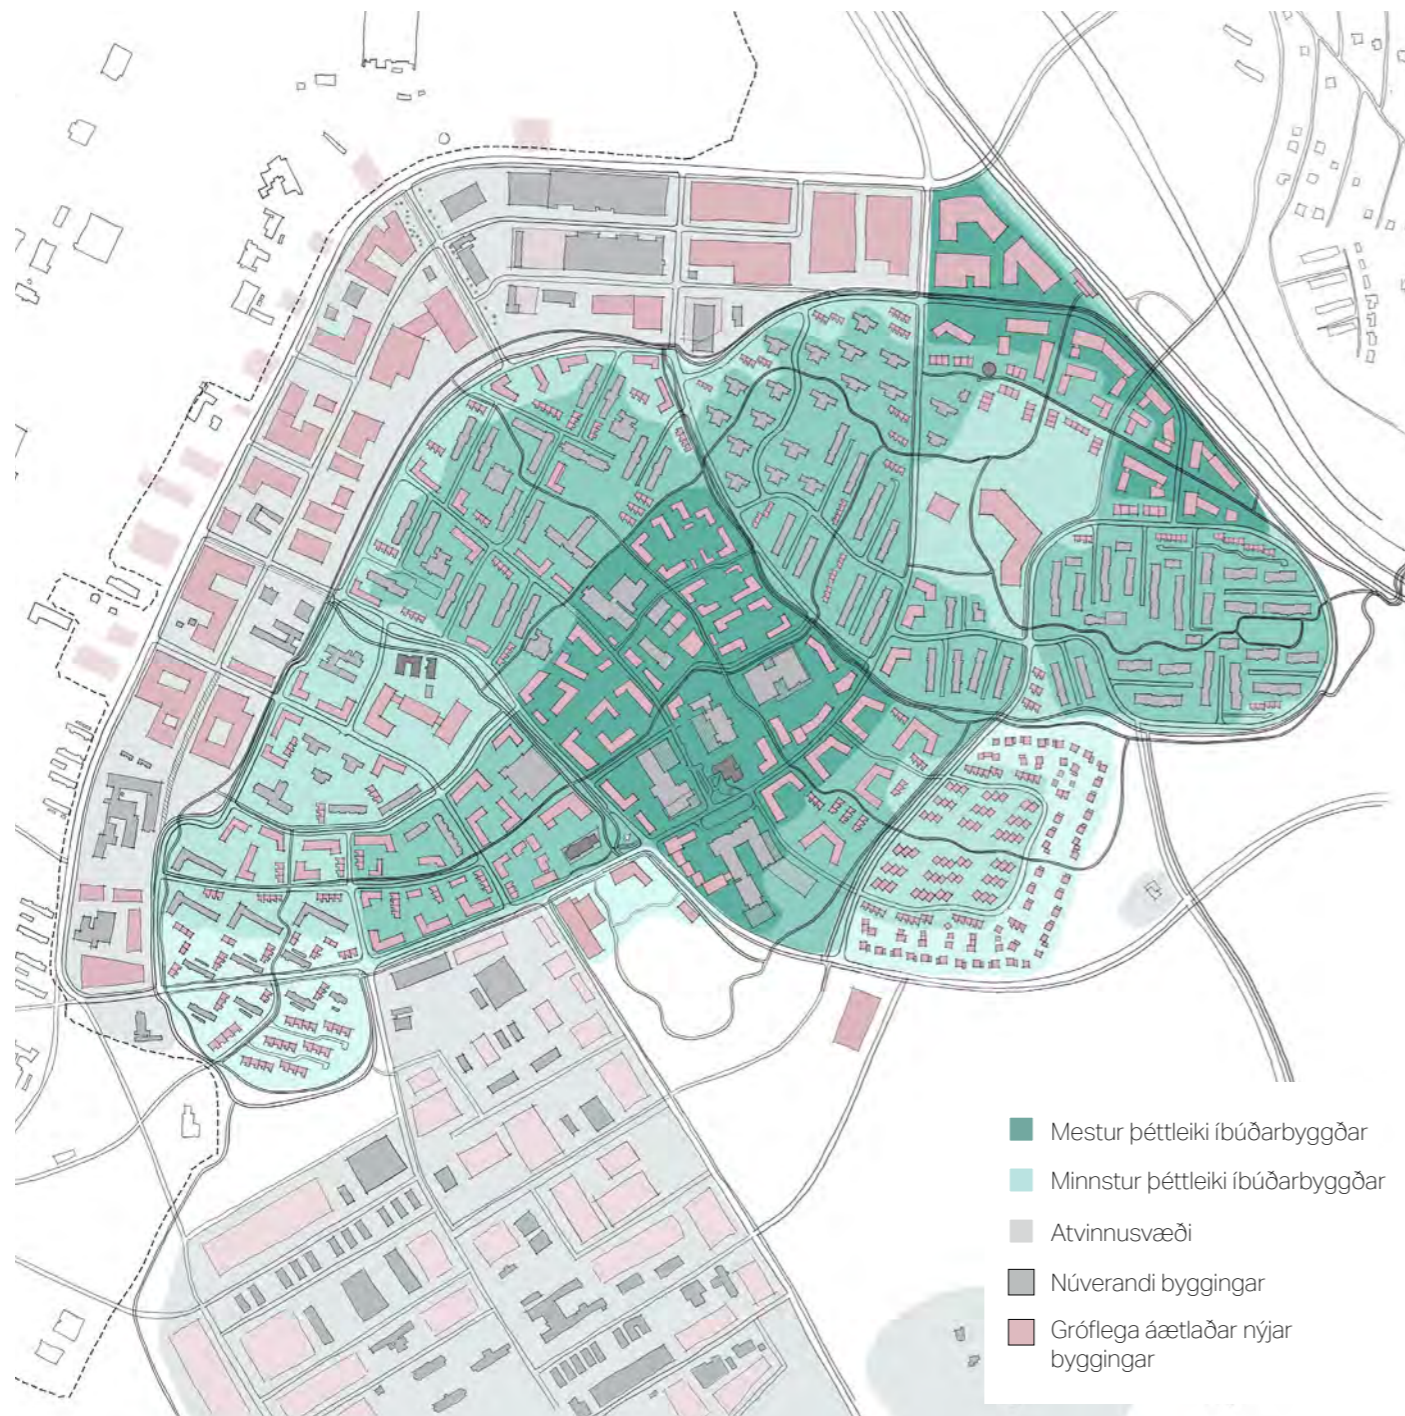 Mestur þéttleiki íbúðarbyggðar
Minnstur þéttleiki íbúðarbyggðar
Atvinnusvæði
Núverandi byggingar
Gróflega áætlaðar nýjar
byggingar